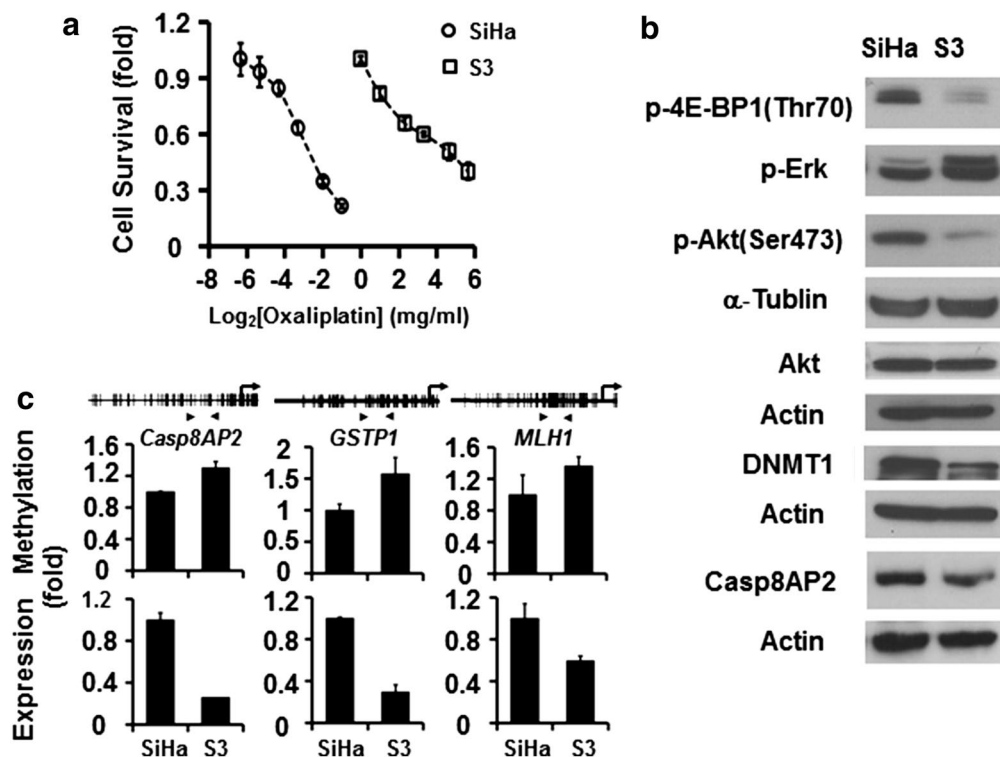 a
1.2
0.9
0.6
0.3
0
Cell Survival (fold)
SiHa
S3
-8 -6 -4 -2 0 2 4 6
Log2[Oxaliplatin] (mg/ml)
b
SiHa S3
p-4E-BP1(Thr70)
p-Erk
p-Akt(Ser473)
α-Tublin
Akt
Actin
DNMT1
Actin
Casp8AP2
Actin
c
Casp8AP2 GSTP1 MLH1
Methylation
(fold)
1.6
1.2
0.8
0.4
0
2
1.5
1
0.5
0
1.6
1.2
0.8
0.4
0
Expression
1.2
0.8
0.4
0
1.2
0.8
0.4
0
1.2
0.8
0.4
0
SiHa S3 SiHa S3 SiHa S3